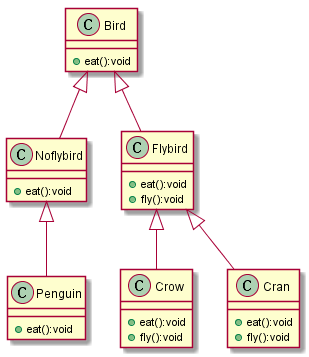 C Bird
eat():void
C Noflybird
eat():void
C Flybird
eat():void
fly():void
C Penguin
eat():void
C Crow
eat():void
fly():void
C Cran
eat():void
fly():void